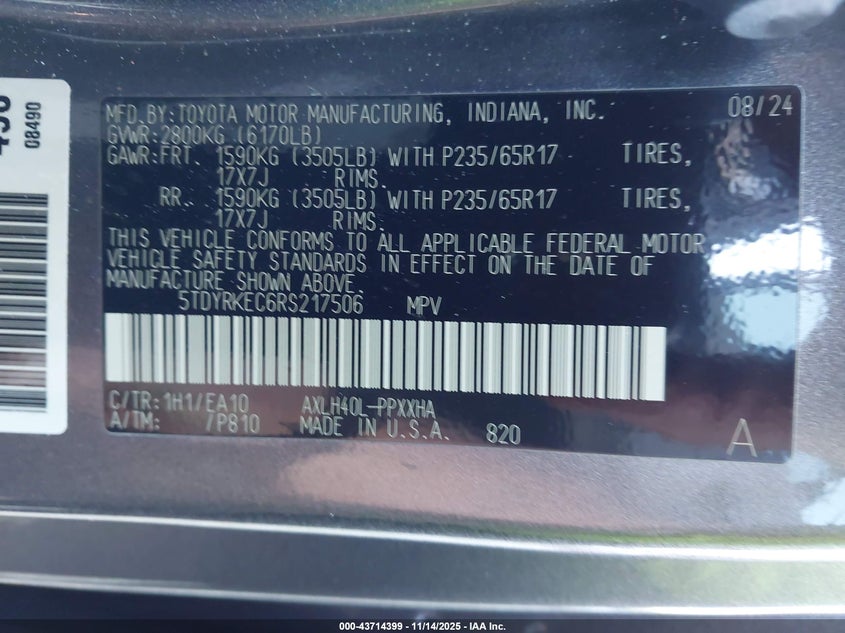 MFD.BY:TOYOTA MOTOR MANUFACTURING, INDIANA, INC. 08/24
GVWR:2800KG (6170LB)
GAWR:FRT. 1590KG (3505LB) WITH P235/65R17 TIRES,
17X7J RIMS.
RR. 1590KG (3505LB) WITH P235/65R17 TIRES,
17X7J RIMS.
THIS VEHICLE CONFORMS TO ALL APPLICABLE FEDERAL MOTOR
VEHICLE SAFETY STANDARDS IN EFFECT ON THE DATE OF
MANUFACTURE SHOWN ABOVE.
5TDYRKEC6RS217506 MPV
C/TR:1H1/EA10 AXLH40L-PPXXHA
A/TM: /P810 MADE IN U.S.A. 820
A
08490
000-43714399 - 11/14/2025 - IAA Inc.